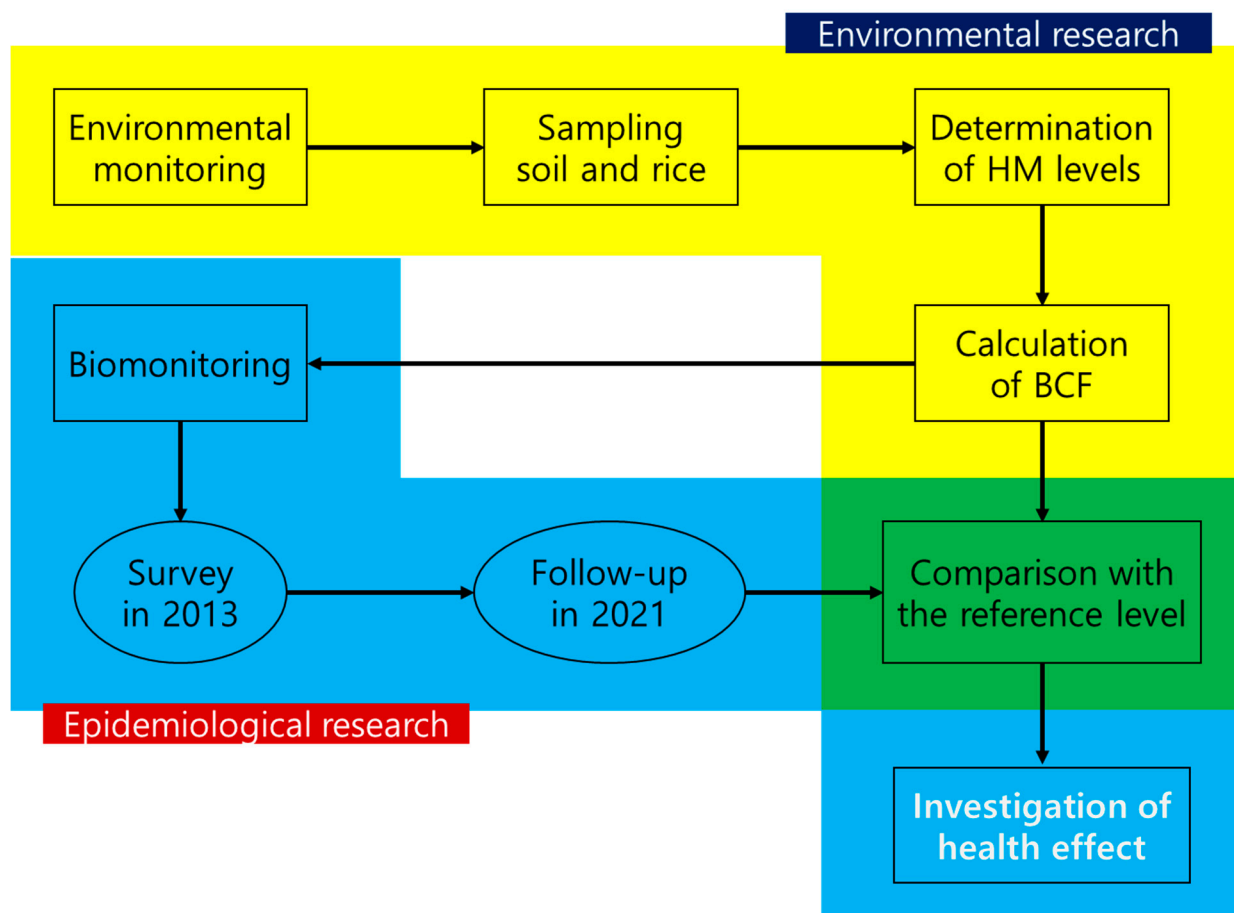 Environmental research
Environmental
monitoring
Sampling
soil and rice
Determination
of HM levels
Biomonitoring
Calculation
of BCF
Survey
in 2013
Follow-up
in 2021
Comparison with
the reference level
Epidemiological research
Investigation of
health effect